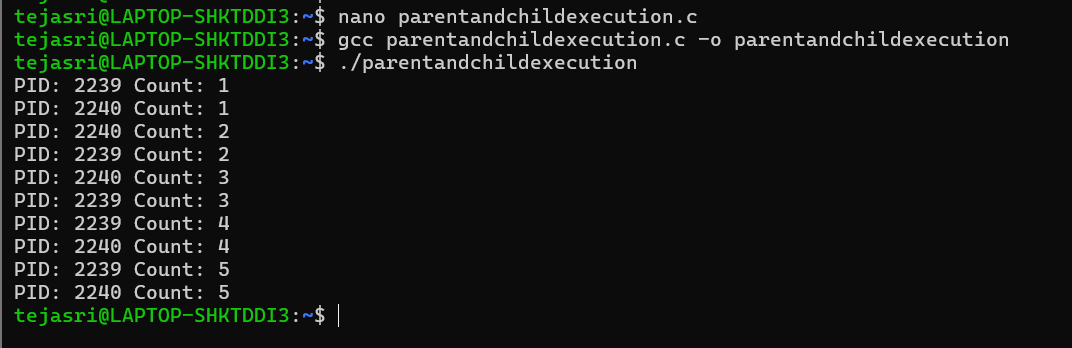 tejasri@LAPTOP-SHKTDDI3:~$ nano parentandchildexecution.c
tejasri@LAPTOP-SHKTDDI3:~$ gcc parentandchildexecution.c -o parentandchildexecution
tejasri@LAPTOP-SHKTDDI3:~$ ./parentandchildexecution
PID: 2239 Count: 1
PID: 2240 Count: 1
PID: 2240 Count: 2
PID: 2239 Count: 2
PID: 2240 Count: 3
PID: 2239 Count: 3
PID: 2239 Count: 4
PID: 2240 Count: 4
PID: 2239 Count: 5
PID: 2240 Count: 5
tejasri@LAPTOP-SHKTDDI3:~$